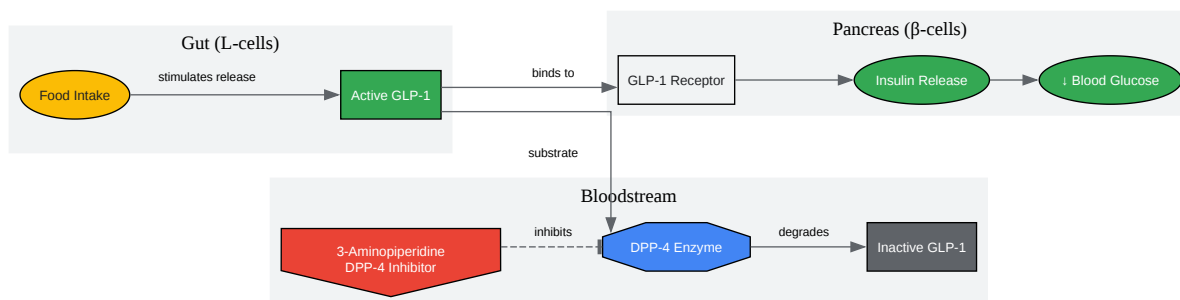 Gut (L-cells)
Pancreas (β-cells)
Food Intake
stimulates release
Active GLP-1
binds to
GLP-1 Receptor
Insulin Release
↓ Blood Glucose
substrate
Bloodstream
3-Aminopiperidine
DPP-4 Inhibitor
inhibits
DPP-4 Enzyme
degrades
Inactive GLP-1